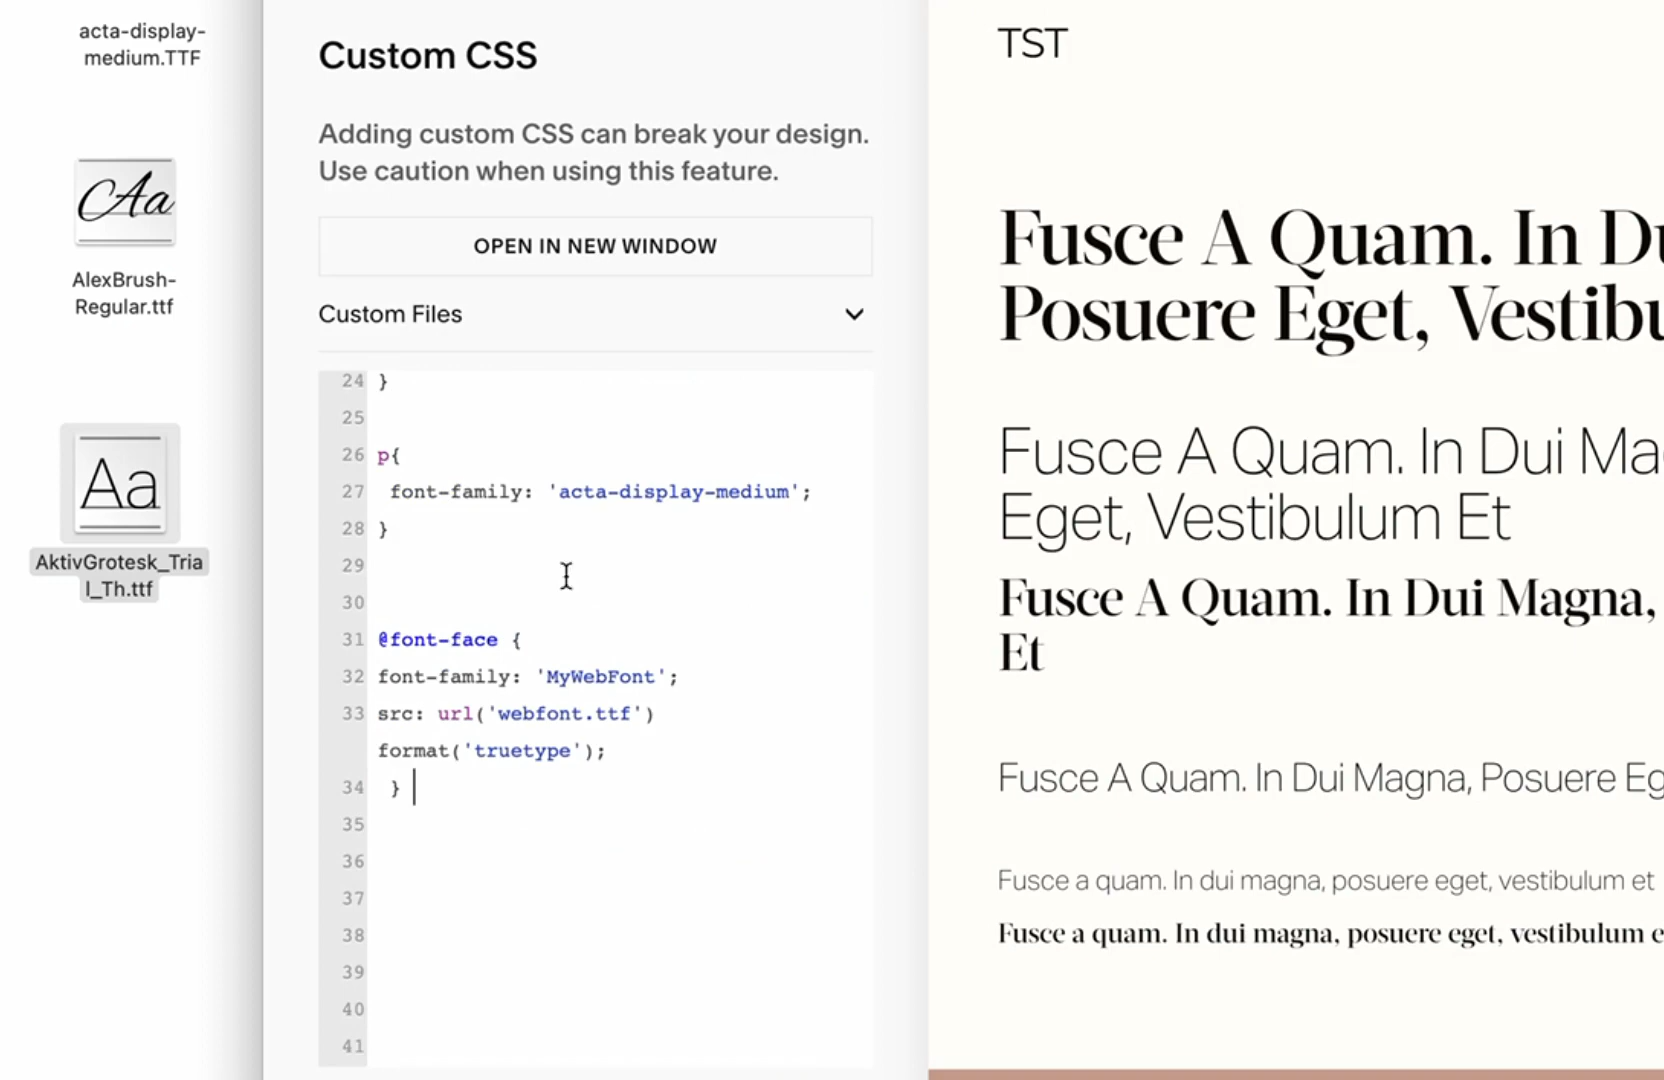 acta-display-
medium.TTF
Aa
AlexBrush-
Regular.ttf
Aa
AktivGrotesk_Tria
l_Th.ttf
Custom CSS
Adding custom CSS can break your design.
Use caution when using this feature.
OPEN IN NEW WINDOW
Custom Files
24 }
25
26 p{
27 font-family: 'acta-display-medium';
28 }
29
30
31 @font-face {
32 font-family: 'MyWebFont';
33 src: url('webfont.ttf')
format('truetype');
34 }
35
36
37
38
39
40
41
TST
Fusce A Quam. In Du
Posuere Eget, Vestibu
Fusce A Quam. In Dui Ma
Eget, Vestibulum Et
Fusce A Quam. In Dui Magna,
Et
Fusce A Quam. In Dui Magna, Posuere Eg
Fusce a quam. In dui magna, posuere eget, vestibulum et
Fusce a quam. In dui magna, posuere eget, vestibulum e